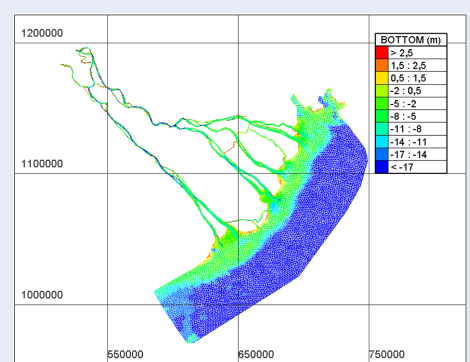 1200000
BOTTOM (m)
> 2,5
1,5 : 2,5
0,5 : 1,5
-2 : 0,5
-5 : -2
-8 : -5
-11 : -8
-14 : -11
-17 : -14
< -17
1100000
1000000
550000
650000
750000